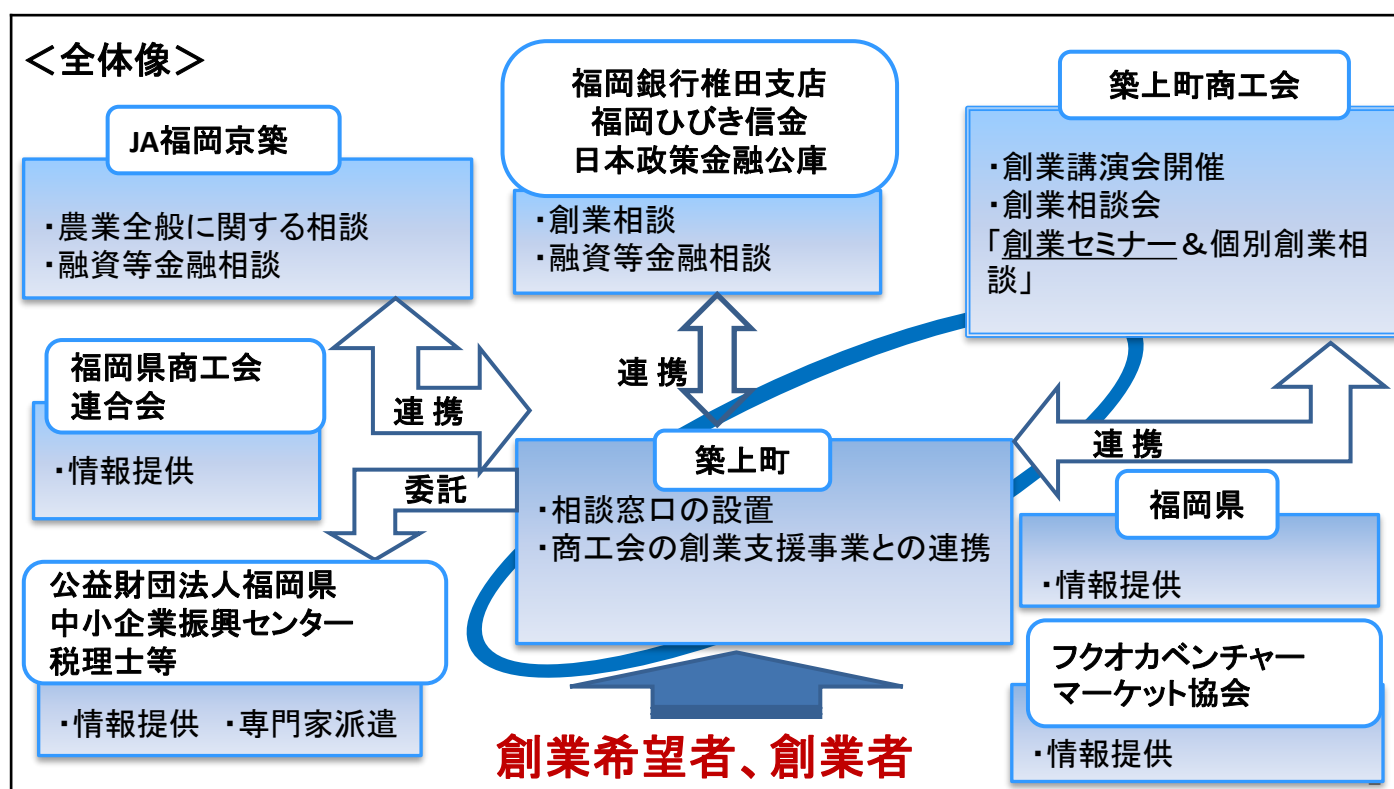 ＜全体像＞
JA福岡京築
・農業全般に関する相談
・融資等金融相談
福岡銀行椎田支店
福岡ひびき信金
日本政策金融公庫
・創業相談
・融資等金融相談
築上町商工会
・創業講演会開催
・創業相談会
「創業セミナー＆個別創業相
談」
福岡県商工会
連合会
・情報提供
連 携
連 携
連 携
委託
築上町
・相談窓口の設置
・商工会の創業支援事業との連携
福岡県
・情報提供
公益財団法人福岡県
中小企業振興センター
税理士等
・情報提供　・専門家派遣
フクオカベンチャー
マーケット協会
・情報提供
創業希望者、創業者